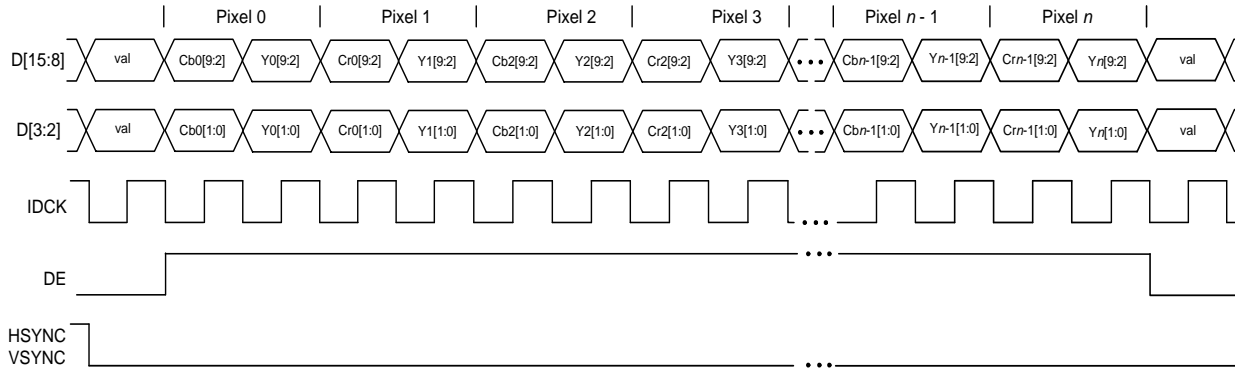 Pixel 0 Pixel 1 Pixel 2 Pixel 3 Pixel n - 1 Pixel n
D[15:8] val Cb0[9:2] Y0[9:2] Cr0[9:2] Y1[9:2] Cb2[9:2] Y2[9:2] Cr2[9:2] Y3[9:2] ••• Cbn-1[9:2] Yn-1[9:2] Crn-1[9:2] Yn[9:2] val
D[3:2] val Cb0[1:0] Y0[1:0] Cr0[1:0] Y1[1:0] Cb2[1:0] Y2[1:0] Cr2[1:0] Y3[1:0] ••• Cbn-1[1:0] Yn-1[1:0] Crn-1[1:0] Yn[1:0] val
IDCK •••
DE •••
HSYNC
VSYNC •••